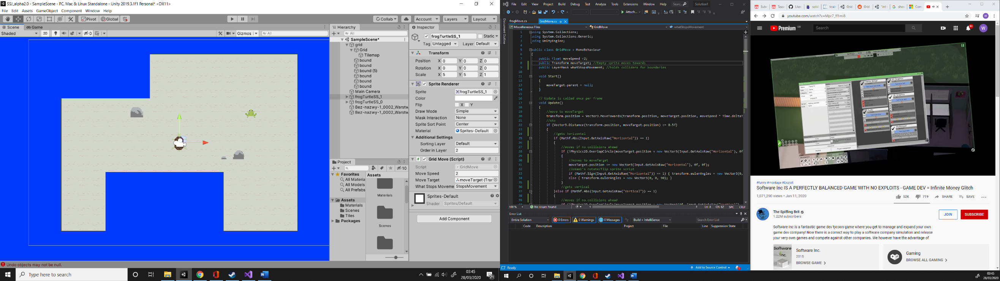 SSJ_alpha2.0 - SampleScene - PC, Mac & Linux Standalone - Unity 2019.3.1f1 Personal* <DX11>
File Edit Assets GameObject Component Window Help
Pivot Global Collab Account Layers Layout
Scene Game
Shaded 2D 0 Gizmos All
Hierarchy
All
SampleScene*
grid
Grid
Tilemap
bound
bound
bound (5)
bound
bound
bound
Main Camera
frogTurtleSS_1
frogTurtleSS_0
Bez-nazwy-1_0002_Warstw
Bez-nazwy-1_0002_Warstw
Project
10
Favorites
All Materia
All Models
All Prefabs
Assets
Materials
Scenes
Tiles
Packages
Assets
Materials
Scenes
Inspector
frogTurtleSS_1 Static
Tag Untagged Layer Default
Transform
Position X 0 Y 0 Z 0
Rotation X 0 Y 0 Z 0
Scale X 5 Y 5 Z 1
Sprite Renderer
Sprite frogTurtleSS_1
Color
Flip X Y
Draw Mode Simple
Mask Interaction None
Sprite Sort Point Center
Material Sprites-Default
Additional Settings
Sorting Layer Default
Order in Layer 2
Grid Move (Script)
Script GridMove
Move Speed 2
Move Target moveTarget (Trar
What Stops Moveme StopsMovement
Sprites-Default
Shader Sprites/Default
Add Component
Undo objects may not be null.
Type here to search
03:45
28/03/2020
21
File Edit View Project Build Debug Test Analyze Tools Extensions Window Help Searc... Solution1
Attach...
Document Outline
frogMove.cs GridMove.cs
Miscellaneous Files GridMove whatStopsMovement
1 using System.Collections;
2 using System.Collections.Generic;
3 using UnityEngine;
4
5 public class GridMove : MonoBehaviour
6 {
7 public float moveSpeed =2;
8 public Transform moveTarget; //Empty sprite moves towards
9 public LayerMask whatStopsMovement; //holds colliders for boundaries
10
11 void Start()
12 {
13 moveTarget.parent = null;
14 }
15
16 // Update is called once per frame
17 void Update()
18 {
19 //move to moveTarget
20 transform.position = Vector3.MoveTowards(transform.position, moveTarget.position, moveSpeed * Time.deltaT
21 //sto
22 if (Vector3.Distance(transform.position, moveTarget.position) <= 0.5f)
23 {
24 //gets horizontal
25 if (Mathf.Abs(Input.GetAxisRaw("Horizontal")) == 1)
26 {
27 //moves if no collisions ahead
28 if (!Physics2D.OverlapCircle(moveTarget.position + new Vector3(Input.GetAxisRaw("Horizontal"), 0f
29 {
30 //moves to moveTarget
31 moveTarget.position += new Vector3(Input.GetAxisRaw("Horizontal"), 0f, 0f);
32 //okami's rotate/flip sprite script
33 if (Mathf.Sign(Input.GetAxisRaw("Horizontal")) == 1) { transform.eulerAngles = new Vector3(0,
34 else { transform.eulerAngles = new Vector3(0, 0, 90); }
35 }
36 //gets vertical
37 }else if (Mathf.Abs(Input.GetAxisRaw("Vertical")) == 1)
38 {
39 //moves if no collisions ahead
100 % No issues found Ln: 8 Ch: 62 SPC CRLF
Error List
Entire Solution 0 Errors 0 Warnings 0 Messages Build + IntelliSense Search Error List
Code Description Project File Line Suppression State
Ready Add to Source Control 1
Subr Tesse Liter solid brain Grid Grid "int show Com
youtube.com/watch?v=Mpr7_ff1mi8
Premium GB Search 9+ W
#funny #montage #Exploit
Software Inc IS A PERFECTLY BALANCED GAME WITH NO EXPLOITS - GAME DEV = Infinite Money Glitch
1,071,290 views • Jan 11, 2020 52K 719 SHARE SAVE
The Spiffing Brit
1.22M subscribers
JOIN SUBSCRIBE
Software Inc is a fantastic game dev tycoon game where you get to manage and expand your own
game dev company! Now there is a correct way to play a software company simulation and release
your very own games and compete against other companies. We however have the advantage of
Software Inc.
2015
BROWSE GAME
Gaming
BROWSE ALL GAMING
03:45
28/03/2020